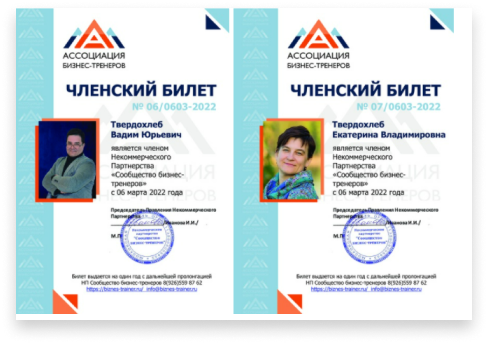 АССОЦИАЦИЯ
БИЗНЕС-ТРЕНЕРОВ
ЧЛЕНСКИЙ БИЛЕТ
№ 06/0603-2022
Твердохлеб
Вадим Юрьевич
является членом
Некоммерческого
Партнерства
«Сообщество бизнес-
тренеров»
с 06 марта 2022 года
Председатель Правления Некоммерческого
Партнерства
М.П.
Билет выдается на один год с дальнейшей пролонгацией
НП Сообщество бизнес-тренеров 8(926)559 87 62
https://biznes-trainer.ru/ info@biznes-trainer.ru
АССОЦИАЦИЯ
БИЗНЕС-ТРЕНЕРОВ
ЧЛЕНСКИЙ БИЛЕТ
№ 07/0603-2022
Твердохлеб
Екатерина Владимировна
является членом
Некоммерческого
Партнерства
«Сообщество бизнес-
тренеров»
с 06 марта 2022 года
Председатель Правления Некоммерческого
Партнерства
М.П.
Билет выдается на один год с дальнейшей пролонгацией
НП Сообщество бизнес-тренеров 8(926)559 87 62
https://biznes-trainer.ru/ info@biznes-trainer.ru